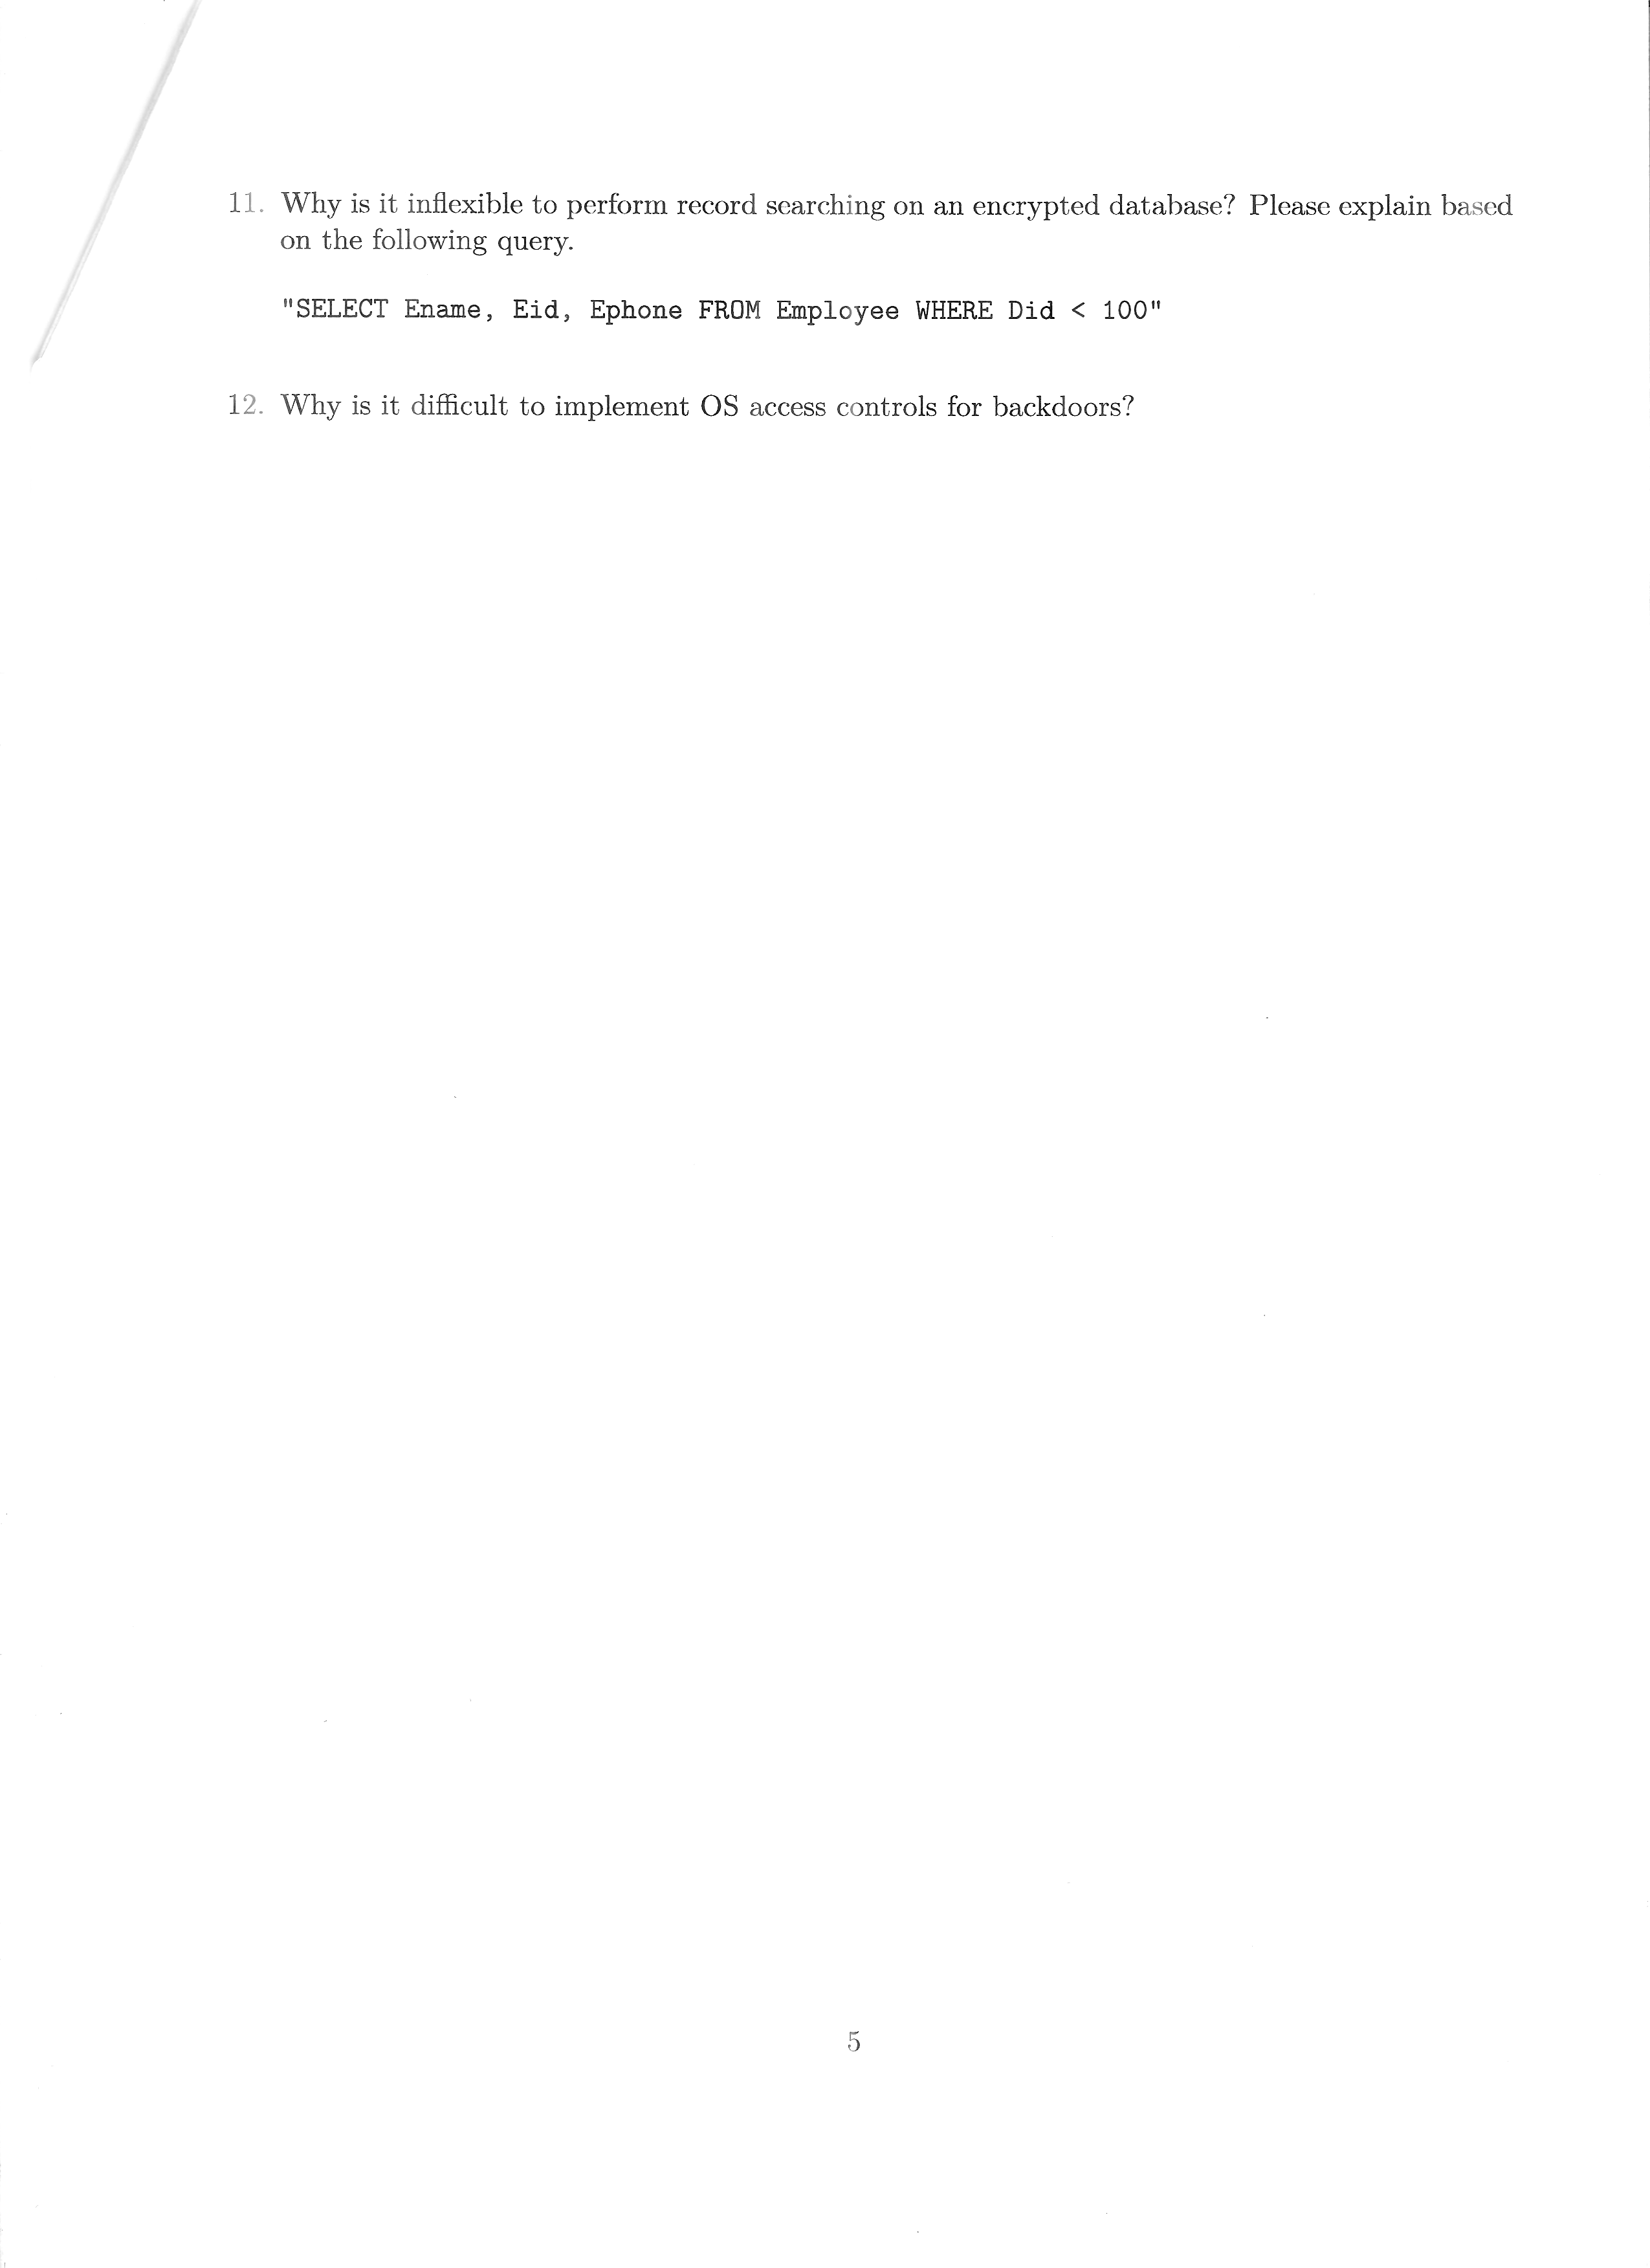 11. Why is it inflexible to perform record searching on an encrypted database? Please explain based
on the following query.
"SELECT Ename, Eid, Ephone FROM Employee WHERE Did < 100"
12. Why is it difficult to implement OS access controls for backdoors?
5